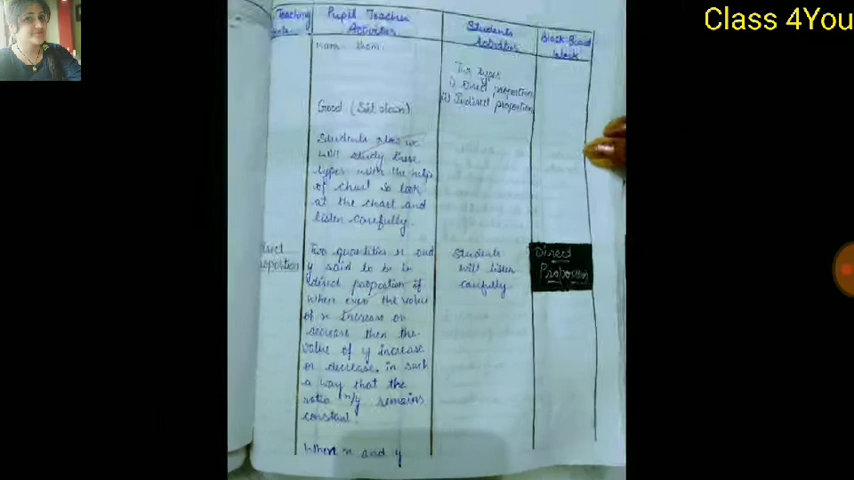 Class 4You
Teaching
Pupil Teacher
Activities
Students
Activities
Black-Board
Work
them.
Two types
i) Direct proportion
ii) Indirect proportion
Good (Sit down)
Students now we
will study these
types with the help
of chart so look
at the chart and
listen carefully.
Direct
Proportion
Two quantities x and
y said to be in
direct proportion if
when ever the value
of x increase or
decrease then the
value of y increase
or decrease in such
a way that the
ratio x/y remains
constant.
When x and y
Students
will listen
carefully
Direct
Proportion